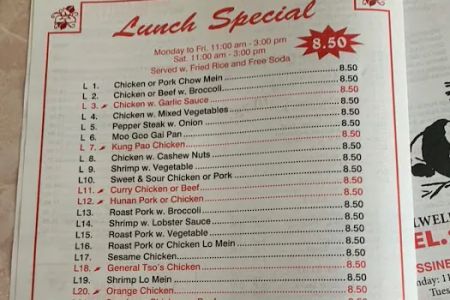 Lunch Special
Monday to Fri. 11:00 am - 3:00 pm
Sat. 11:00 am - 3:00 pm
Served w. Fried Rice and Free Soda
8.50
L 1. Chicken or Pork Chow Mein 8.50
L 2. Chicken or Beef w. Broccoli 8.50
L 3. Chicken w. Garlic Sauce 8.50
L 4. Chicken w. Mixed Vegetables 8.50
L 5. Pepper Steak w. Onion 8.50
L 6. Moo Goo Gai Pan 8.50
L 7. Kung Pao Chicken 8.50
L 8. Chicken w. Cashew Nuts 8.50
L 9. Shrimp w. Vegetable 8.50
L10. Sweet & Sour Chicken or Pork 8.50
L11. Curry Chicken or Beef 8.50
L12. Hunan Pork or Chicken 8.50
L13. Roast Pork w. Broccoli 8.50
L14. Shrimp w. Lobster Sauce 8.50
L15. Roast Pork w. Vegetable 8.50
L16. Roast Pork or Chicken Lo Mein 8.50
L17. Sesame Chicken 8.50
L18. General Tso's Chicken 8.50
L19. Shrimp Lo Mein 8.50
L20. Orange Chicken 8.50
LWELL
EL.
SSINE
day: 11
Tues